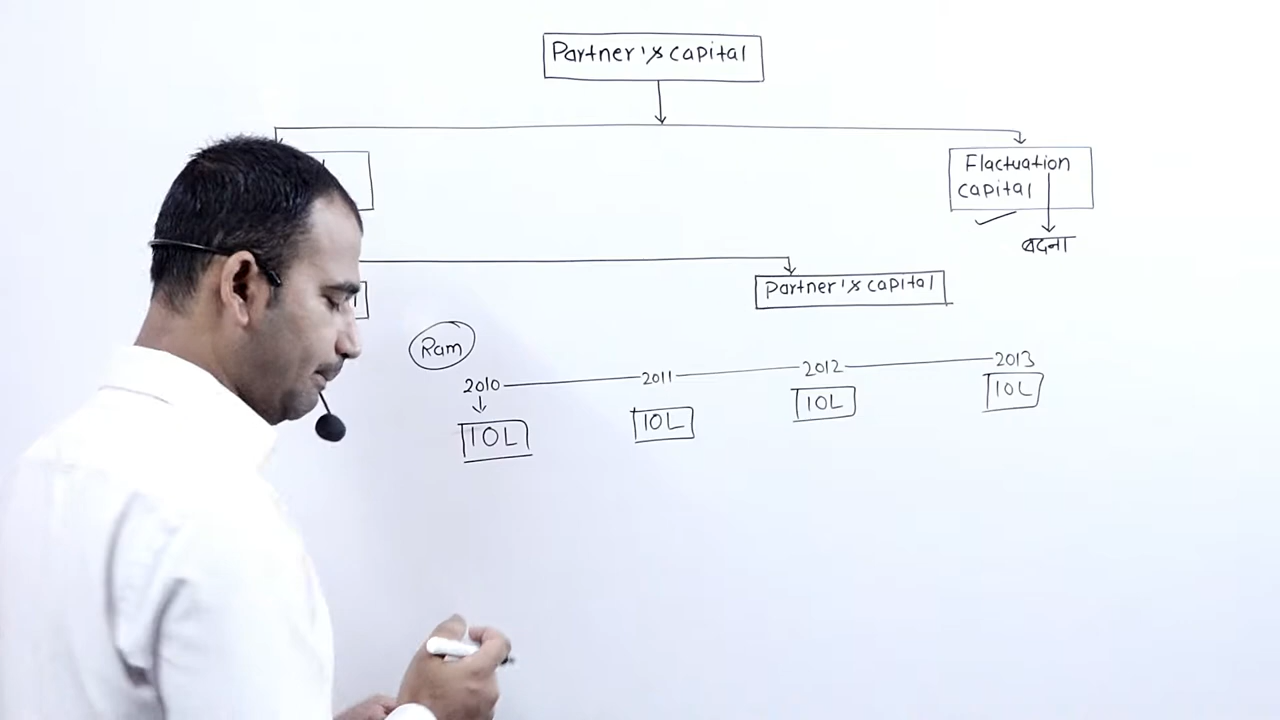 Partner's capital
Flactuation
capital
बदना
Partner's capital
Ram
2010 2011 2012 2013
10L 10L 10L 10L